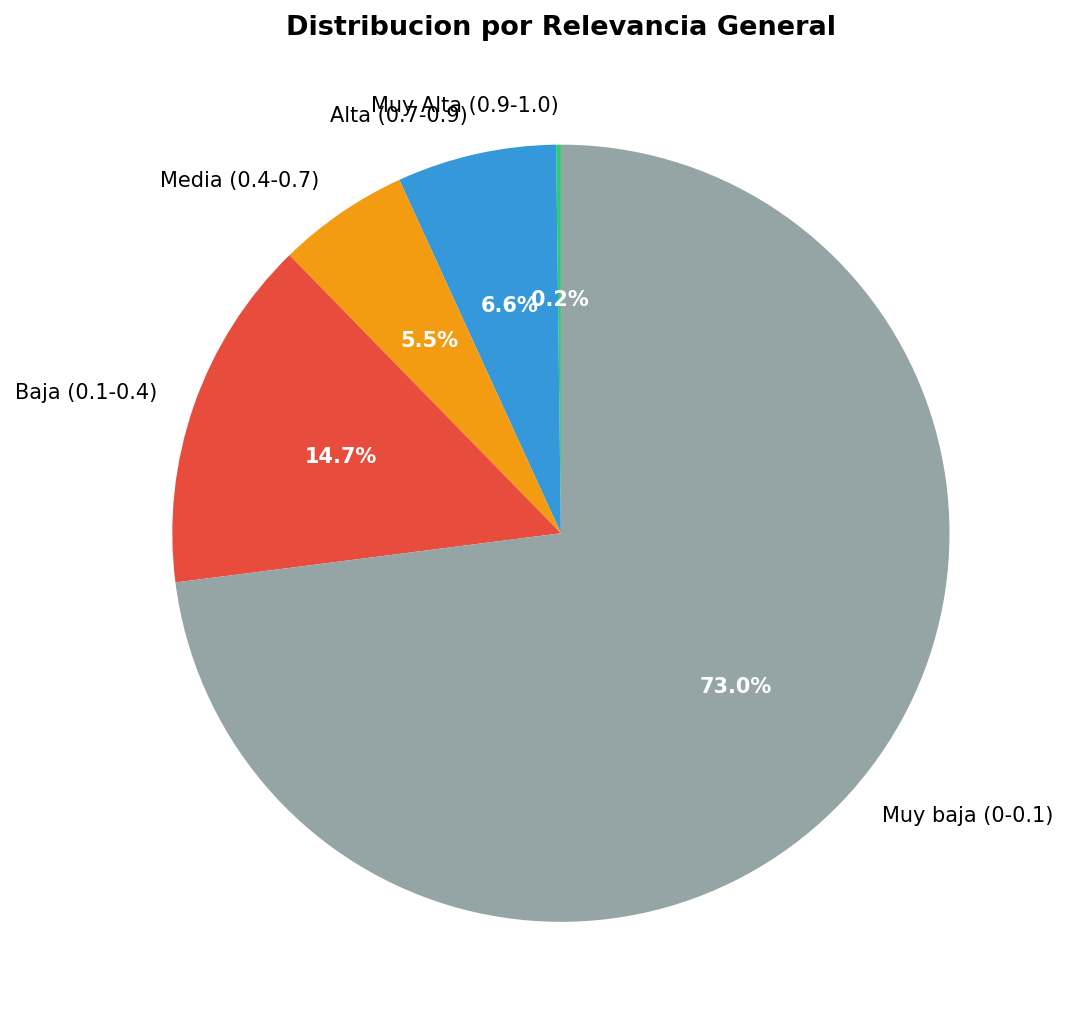 Distribucion por Relevancia General
Muy Alta (0.9-1.0)
Alta (0.7-0.9)
Media (0.4-0.7)
6.6%
0.2%
5.5%
Baja (0.1-0.4)
14.7%
73.0%
Muy baja (0-0.1)